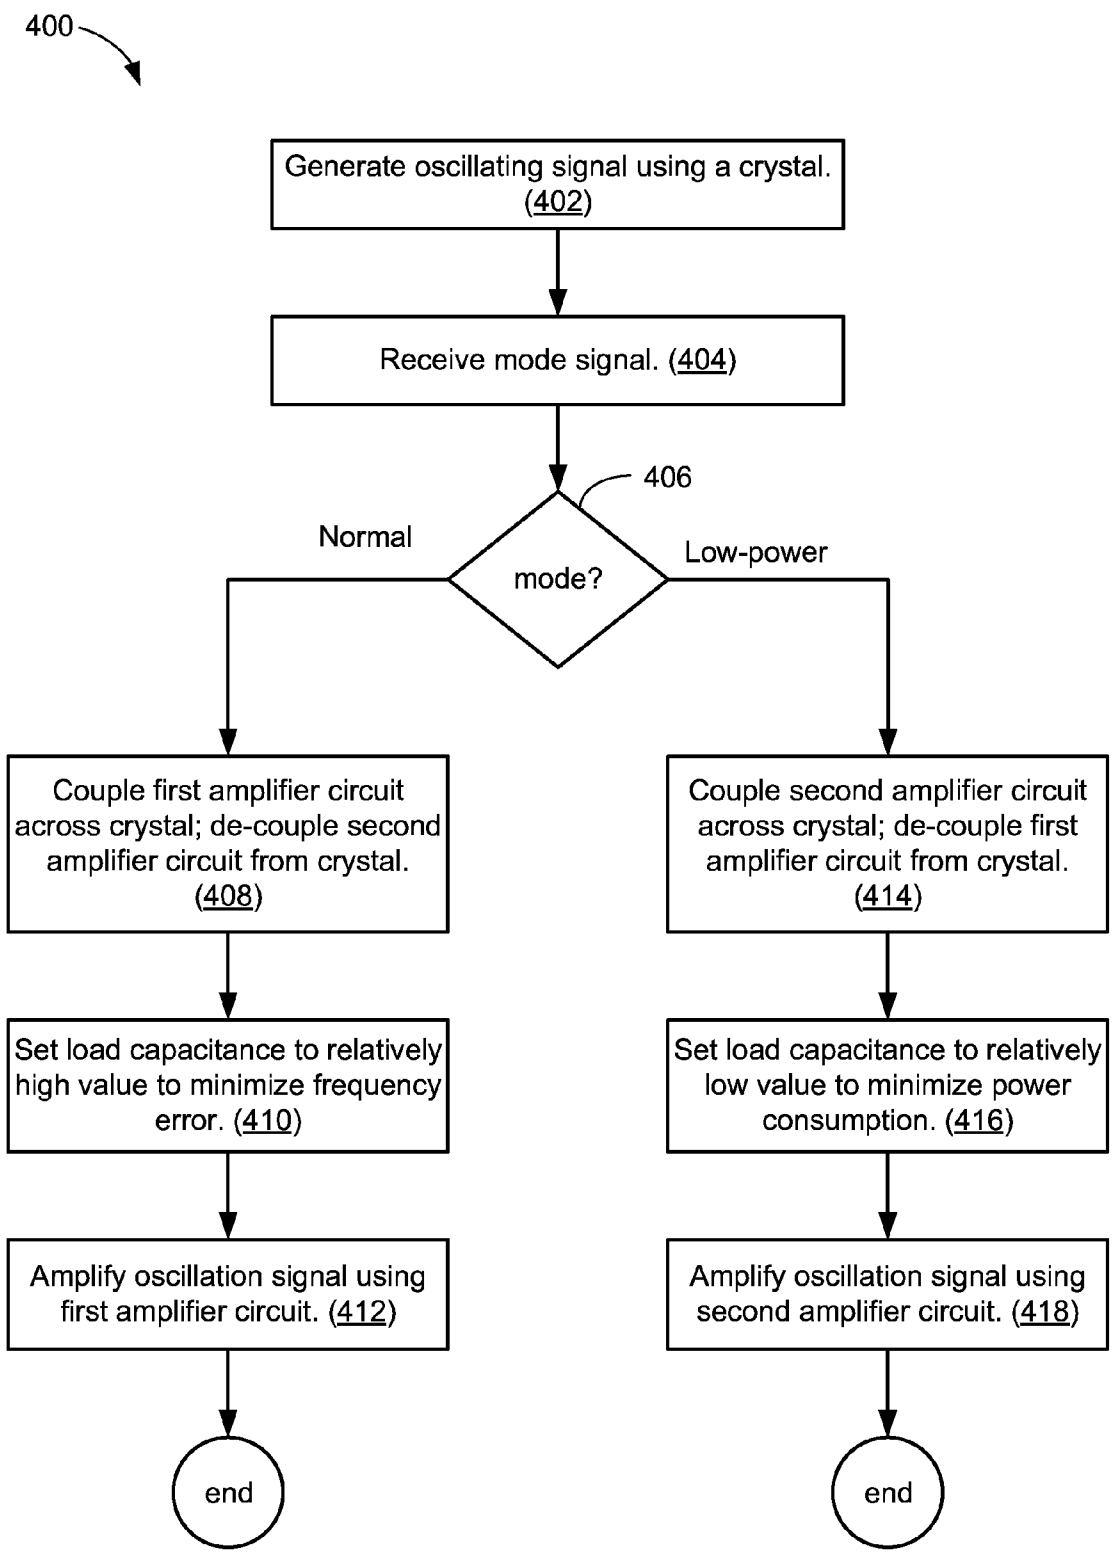 400
Generate oscillating signal using a crystal.
(402)
Receive mode signal. (404)
406
Normal
Low-power
mode?
Couple first amplifier circuit
across crystal; de-couple second
amplifier circuit from crystal.
(408)
Set load capacitance to relatively
high value to minimize frequency
error. (410)
Amplify oscillation signal using
first amplifier circuit. (412)
end
Couple second amplifier circuit
across crystal; de-couple first
amplifier circuit from crystal.
(414)
Set load capacitance to relatively
low value to minimize power
consumption. (416)
Amplify oscillation signal using
second amplifier circuit. (418)
end